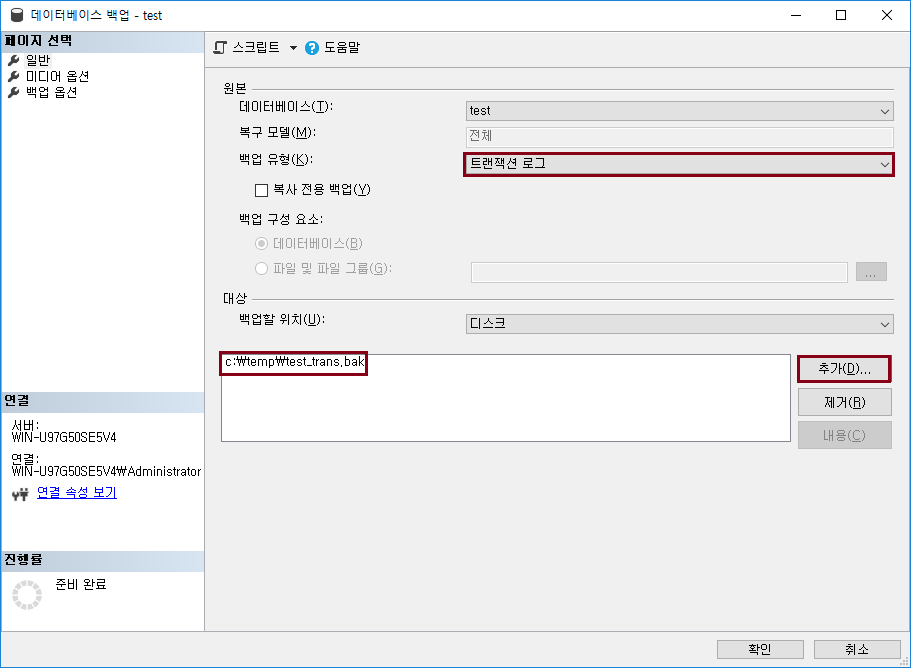 데이터베이스 백업 - test
페이지 선택
일반
미디어 옵션
백업 옵션
스크립트
도움말
원본
데이터베이스(T):
test
복구 모델(M):
전체
백업 유형(K):
트랜잭션 로그
복사 전용 백업(Y)
백업 구성 요소:
데이터베이스(B)
파일 및 파일 그룹(G):
...
대상
백업할 위치(U):
디스크
c:₩temp₩test_trans.bak
추가(D)...
제거(R)
내용(C)
연결
서버:
WIN-U97G50SE5V4
연결:
WIN-U97G50SE5V4₩Administrator
연결 속성 보기
진행률
준비 완료
확인
취소